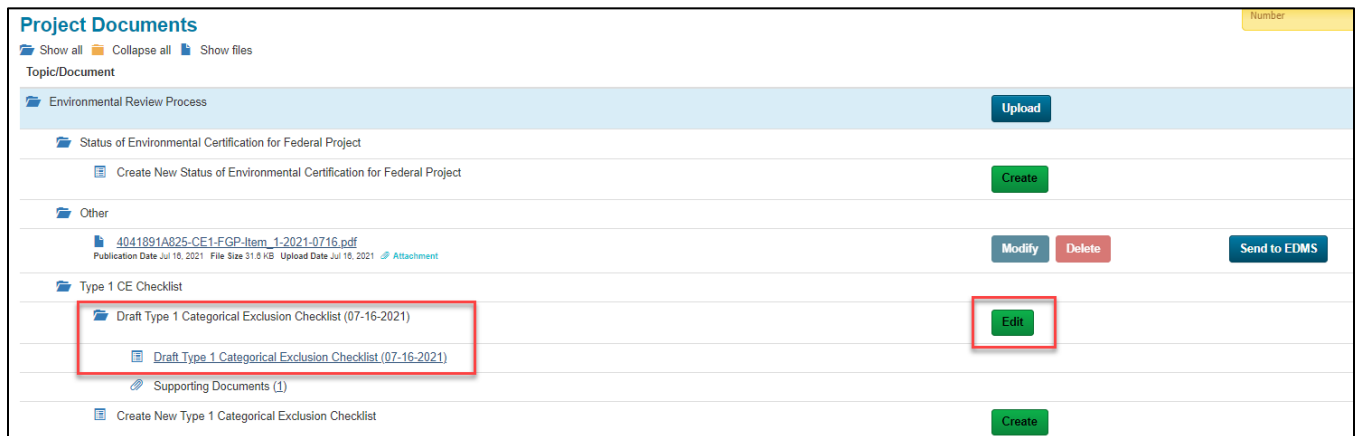 Project Documents
Number
Show all Collapse all Show files
Topic/Document
Environmental Review Process Upload
Status of Environmental Certification for Federal Project
Create New Status of Environmental Certification for Federal Project Create
Other
4041891A825-CE1-FGP-Item_1-2021-0716.pdf
Publication Date Jul 16, 2021 File Size 31.6 KB Upload Date Jul 16, 2021 Attachment
Modify Delete Send to EDMS
Type 1 CE Checklist
Draft Type 1 Categorical Exclusion Checklist (07-16-2021) Edit
Draft Type 1 Categorical Exclusion Checklist (07-16-2021)
Supporting Documents (1)
Create New Type 1 Categorical Exclusion Checklist Create